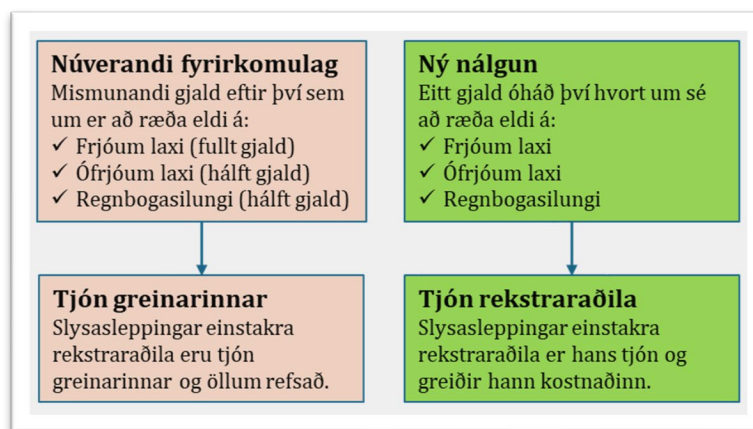 Núverandi fyrirkomulag
Mismunandi gjald eftir því sem
um er að ræða eldi á:
✓ Frjóum laxi (fullt gjald)
✓ Ófrjóum laxi (hálft gjald)
✓ Regnbogasilungi (hálft gjald)
Ný nálgun
Eitt gjald óháð því hvort um sé
að ræða eldi á:
✓ Frjóum laxi
✓ Ófrjóum laxi
✓ Regnbogasilungi
Tjón greinarinnar
Slysasleppingar einstakra
rekstraraðila eru tjón
greinarinnar og öllum refsað.
Tjón rekstraraðila
Slysasleppingar einstakra
rekstraraðila er hans tjón og
greiðir hann kostnaðinn.